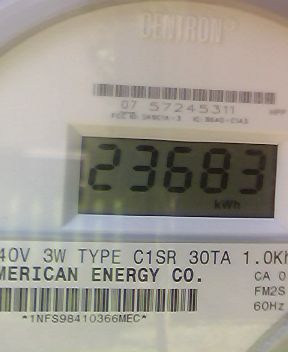 CENTRON®
07 57245311
23683
kWh
40V 3W TYPE C1SR 30TA 1.0Kh
MERICAN ENERGY CO.
CA 0
FM2S
60Hz
*1NFS98410366MEC*